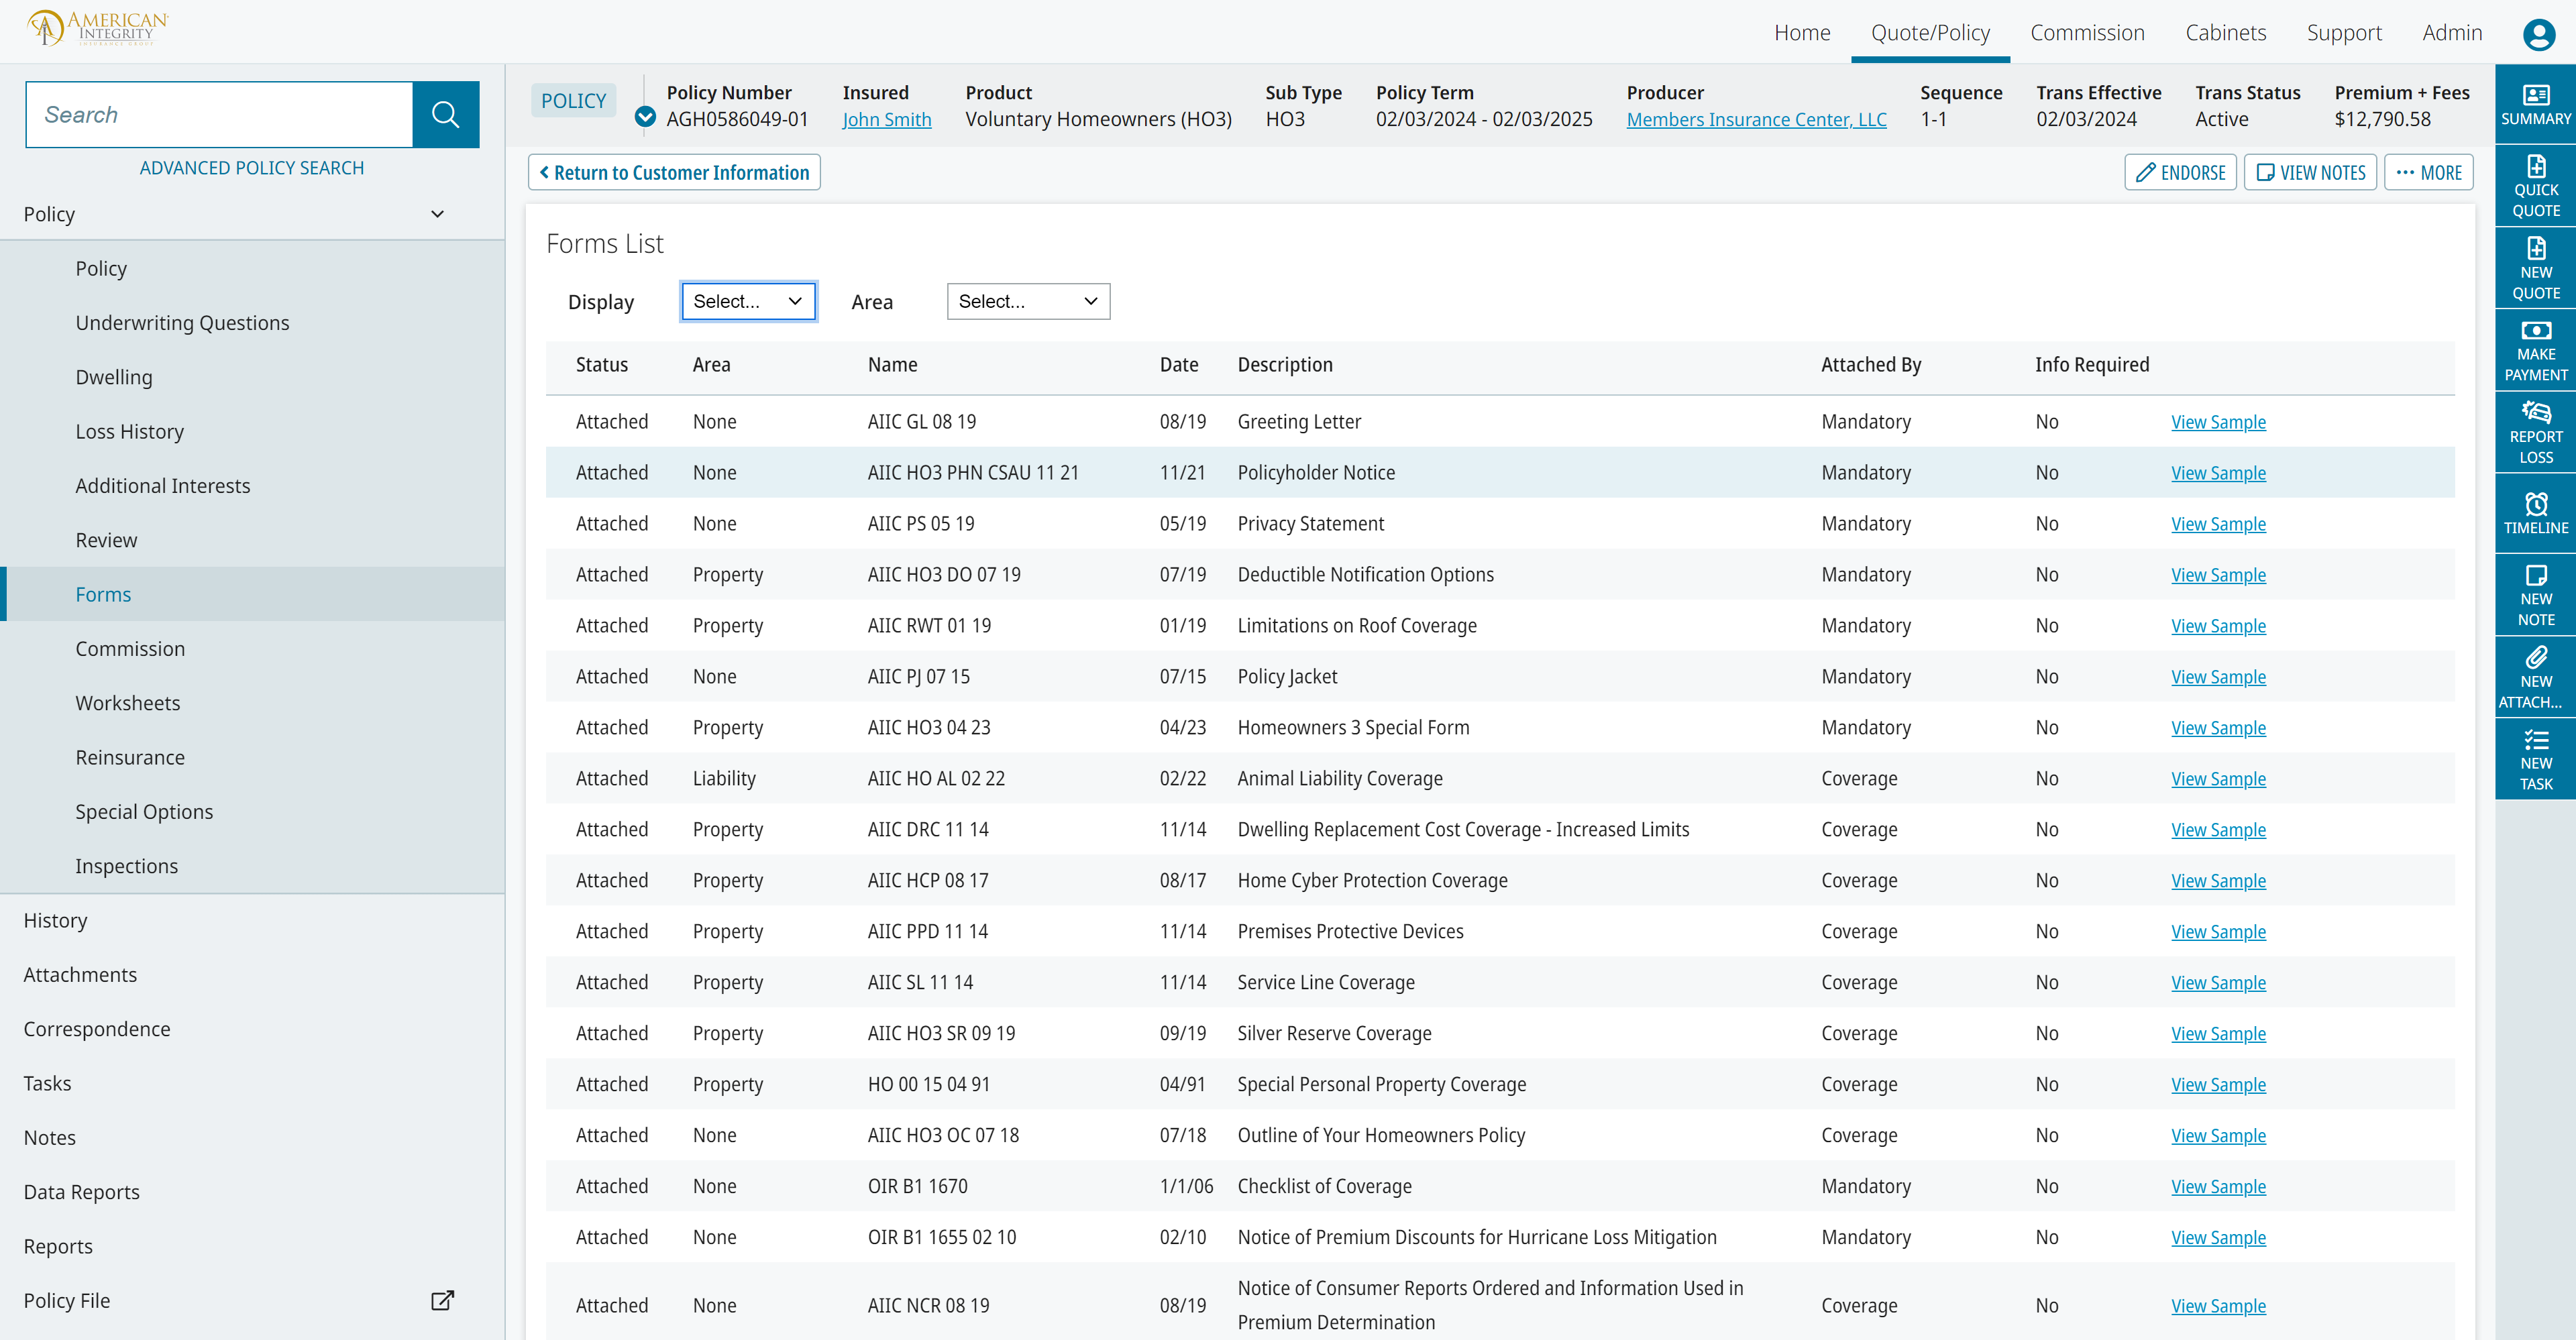 AMERICAN
INTEGRITY
INSURANCE GROUP
Home Quote/Policy Commission Cabinets Support Admin
Search
ADVANCED POLICY SEARCH
Policy
Policy
Underwriting Questions
Dwelling
Loss History
Additional Interests
Review
Forms
Commission
Worksheets
Reinsurance
Special Options
Inspections
History
Attachments
Correspondence
Tasks
Notes
Data Reports
Reports
Policy File
POLICY
Policy Number Insured Product Sub Type Policy Term Producer Sequence Trans Effective Trans Status Premium + Fees
AGH0586049-01 John Smith Voluntary Homeowners (HO3) HO3 02/03/2024 - 02/03/2025 Members Insurance Center, LLC 1-1 02/03/2024 Active $12,790.58
Return to Customer Information ENDORSE VIEW NOTES ... MORE
Forms List
Display Select... Area Select...
Status Area Name Date Description Attached By Info Required
Attached None AIIC GL 08 19 08/19 Greeting Letter Mandatory No View Sample
Attached None AIIC HO3 PHN CSAU 11 21 11/21 Policyholder Notice Mandatory No View Sample
Attached None AIIC PS 05 19 05/19 Privacy Statement Mandatory No View Sample
Attached Property AIIC HO3 DO 07 19 07/19 Deductible Notification Options Mandatory No View Sample
Attached Property AIIC RWT 01 19 01/19 Limitations on Roof Coverage Mandatory No View Sample
Attached None AIIC PJ 07 15 07/15 Policy Jacket Mandatory No View Sample
Attached Property AIIC HO3 04 23 04/23 Homeowners 3 Special Form Mandatory No View Sample
Attached Liability AIIC HO AL 02 22 02/22 Animal Liability Coverage Coverage No View Sample
Attached Property AIIC DRC 11 14 11/14 Dwelling Replacement Cost Coverage - Increased Limits Coverage No View Sample
Attached Property AIIC HCP 08 17 08/17 Home Cyber Protection Coverage Coverage No View Sample
Attached Property AIIC PPD 11 14 11/14 Premises Protective Devices Coverage No View Sample
Attached Property AIIC SL 11 14 11/14 Service Line Coverage Coverage No View Sample
Attached Property AIIC HO3 SR 09 19 09/19 Silver Reserve Coverage Coverage No View Sample
Attached Property HO 00 15 04 91 04/91 Special Personal Property Coverage Coverage No View Sample
Attached None AIIC HO3 OC 07 18 07/18 Outline of Your Homeowners Policy Coverage No View Sample
Attached None OIR B1 1670 1/1/06 Checklist of Coverage Mandatory No View Sample
Attached None OIR B1 1655 02 10 02/10 Notice of Premium Discounts for Hurricane Loss Mitigation Mandatory No View Sample
Attached None AIIC NCR 08 19 08/19 Notice of Consumer Reports Ordered and Information Used in Coverage No View Sample
Premium Determination
SUMMARY
QUICK
QUOTE
NEW
QUOTE
MAKE
PAYMENT
REPORT
LOSS
TIMELINE
NEW
NOTE
NEW
ATTACH...
NEW
TASK